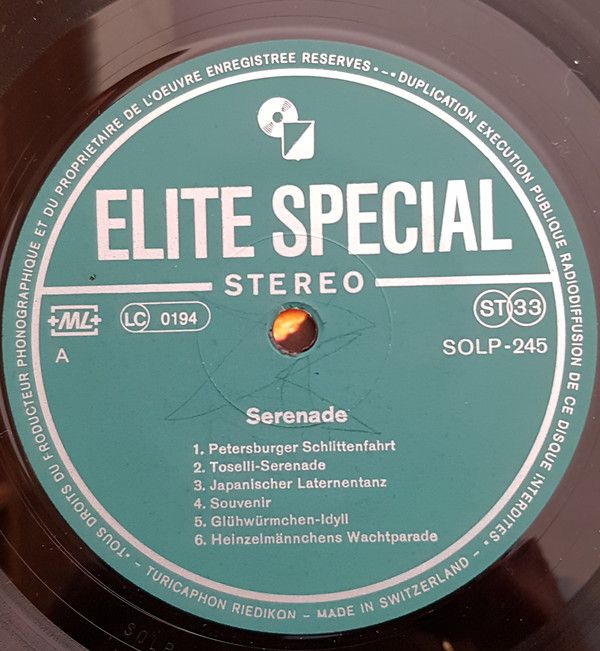 • TOUS DROITS DU PRODUCTEUR PHONOGRAPHIQUE ET DU PROPRIETAIRE DE L'OEUVRE ENREGISTREE RESERVES • - • DUPLICATION EXECUTION PUBLIQUE RADIODIFFUSION DE CE DISQUE INTERDITES •
ELITE SPECIAL
STEREO
ML
LC 0194
ST 33
A
SOLP-245
Serenade
1. Petersburger Schlittenfahrt
2. Toselli-Serenade
3. Japanischer Laternentanz
4. Souvenir
5. Glühwürmchen-Idyll
6. Heinzelmännchens Wachtparade
- TURICAPHON RIEDIKON - MADE IN SWITZERLAND -
SOLP